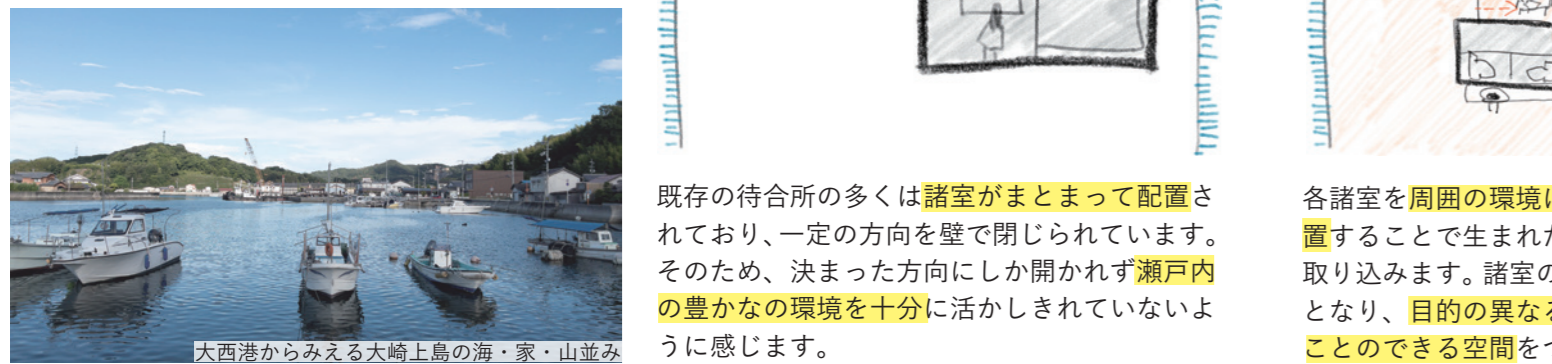 大西港からみえる大崎上島の海・家・山並み
既存の待合所の多くは諸室がまとまって配置さ
れており、一定の方向を壁で閉じられています。
そのため、決まった方向にしか開かれず瀬戸内
の豊かなの環境を十分に活かしきれていないよ
うに感じます。
各諸室を周囲の環境に
置することで生まれた
取り込みます。諸室の
となり、目的の異なる
ことのできる空間をつ